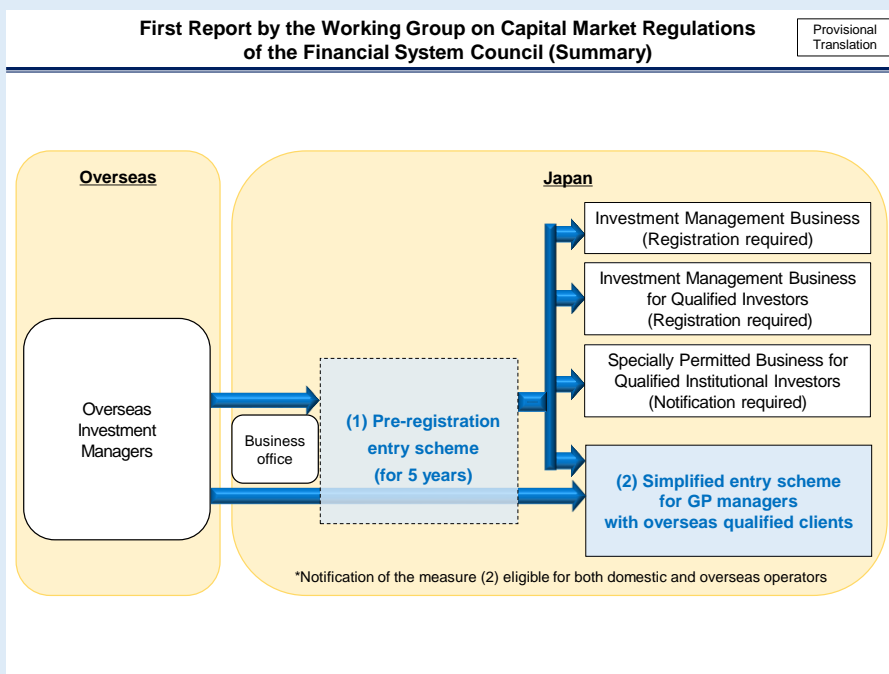 First Report by the Working Group on Capital Market Regulations
of the Financial System Council (Summary)
Provisional
Translation
Overseas
Japan
Investment Management Business
(Registration required)
Investment Management Business
for Qualified Investors
(Registration required)
Specially Permitted Business for
Qualified Institutional Investors
(Notification required)
Overseas
Investment
Managers
Business
office
(1) Pre-registration
entry scheme
(for 5 years)
(2) Simplified entry scheme
for GP managers
with overseas qualified clients
*Notification of the measure (2) eligible for both domestic and overseas operators